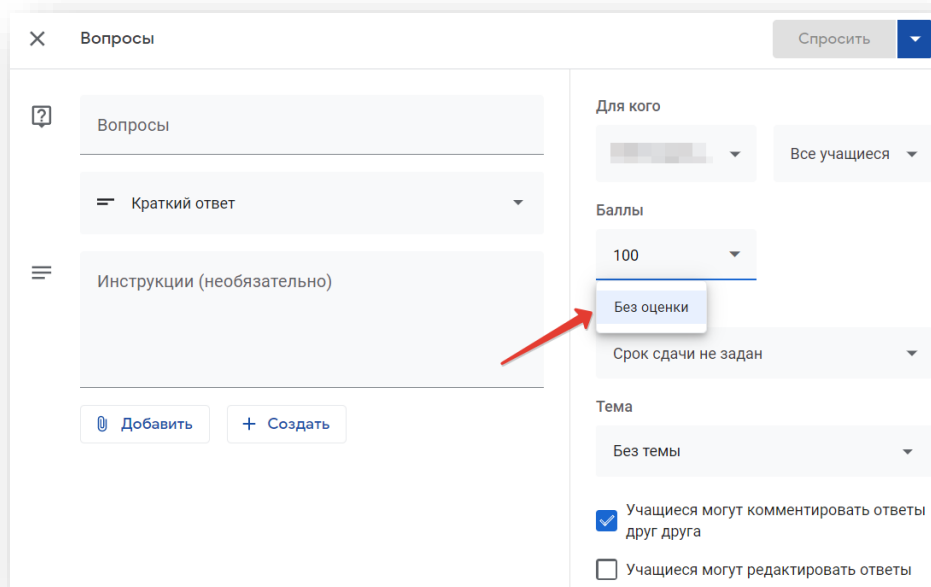 Вопросы
Спросить
Вопросы
Краткий ответ
Инструкции (необязательно)
Добавить
Создать
Для кого
Все учащиеся
Баллы
100
Без оценки
Срок сдачи не задан
Тема
Без темы
Учащиеся могут комментировать ответы
друг друга
Учащиеся могут редактировать ответы